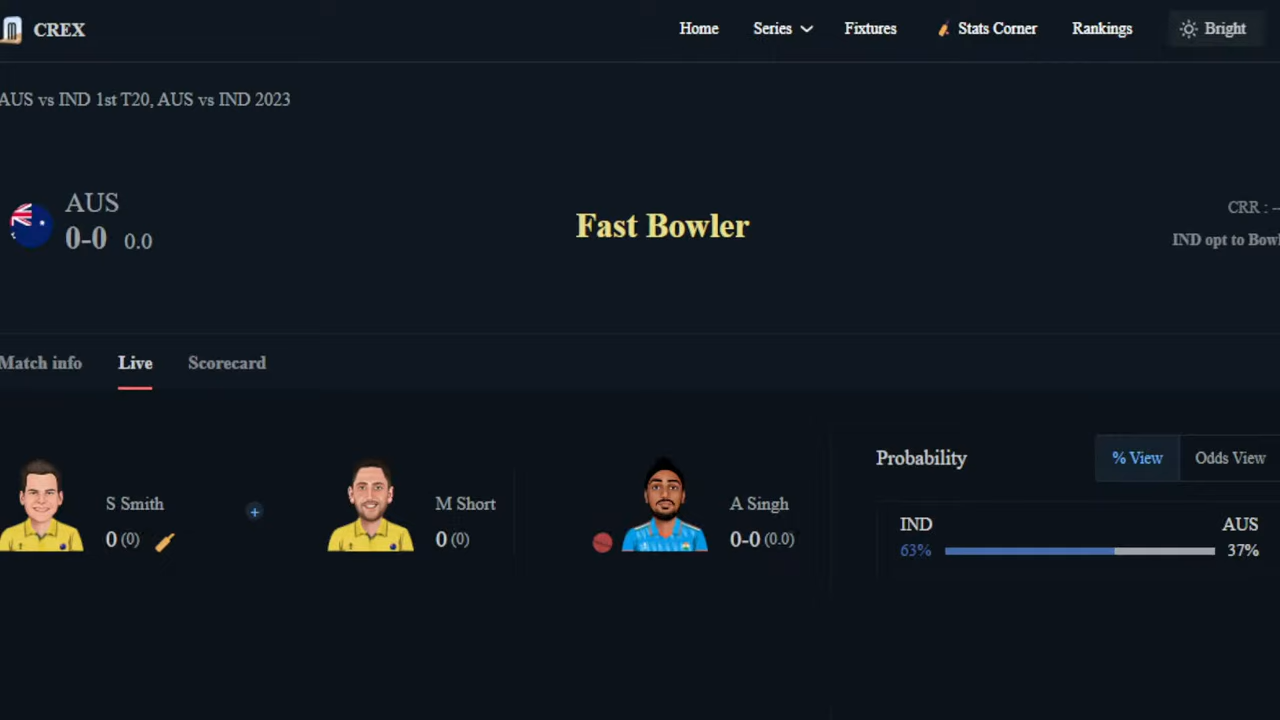 CREX
Home Series Fixtures Stats Corner Rankings Bright
AUS vs IND 1st T20, AUS vs IND 2023
AUS
0-0 0.0
Fast Bowler
CRR : --
IND opt to Bowl
Match info Live Scorecard
S Smith
0 (0)
+
M Short
0 (0)
A Singh
0-0 (0.0)
Probability
% View Odds View
IND AUS
63% 37%